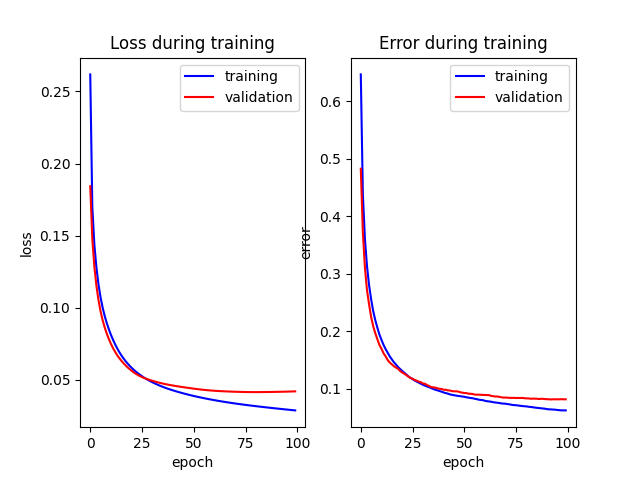 Loss during training
training
validation
0.25
0.20
0.15
0.10
0.05
loss
0 25 50 75 100
epoch
Error during training
training
validation
0.6
0.5
0.4
0.3
0.2
0.1
error
0 25 50 75 100
epoch